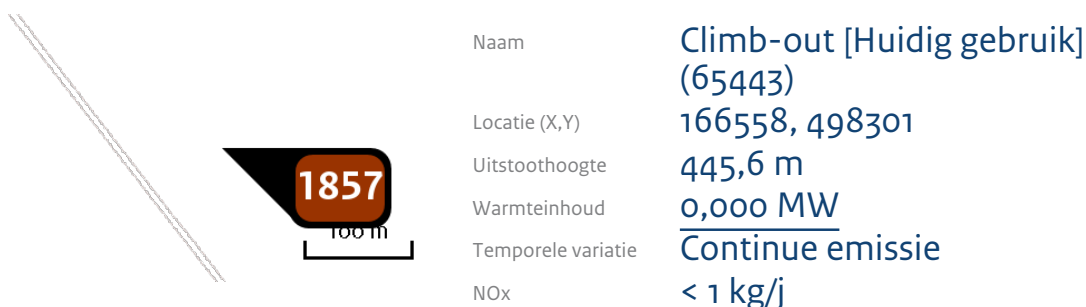 Naam Climb-out [Huidig gebruik]
(65443)
Locatie (X,Y) 166558, 498301
Uitstoothoogte 445,6 m
Warmteinhoud 0,000 MW
Temporele variatie Continue emissie
NOx < 1 kg/j
1857
100 m